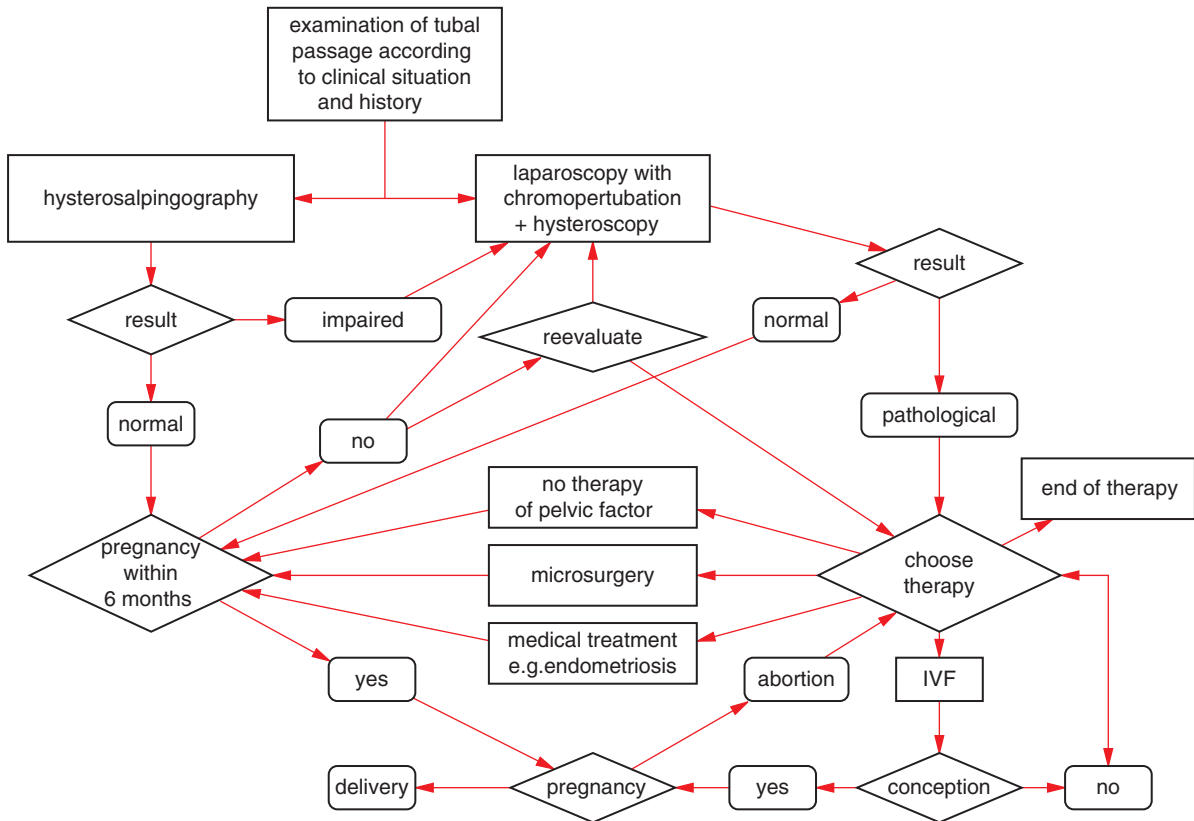 examination of tubal
passage according
to clinical situation
and history
hysterosalpingography
laparoscopy with
chromopertubation
+ hysteroscopy
result
result
impaired
normal
reevaluate
normal
no
pathological
no therapy
of pelvic factor
end of therapy
pregnancy
within
6 months
microsurgery
choose
therapy
medical treatment
e.g.endometriosis
yes
abortion
IVF
delivery
pregnancy
yes
conception
no